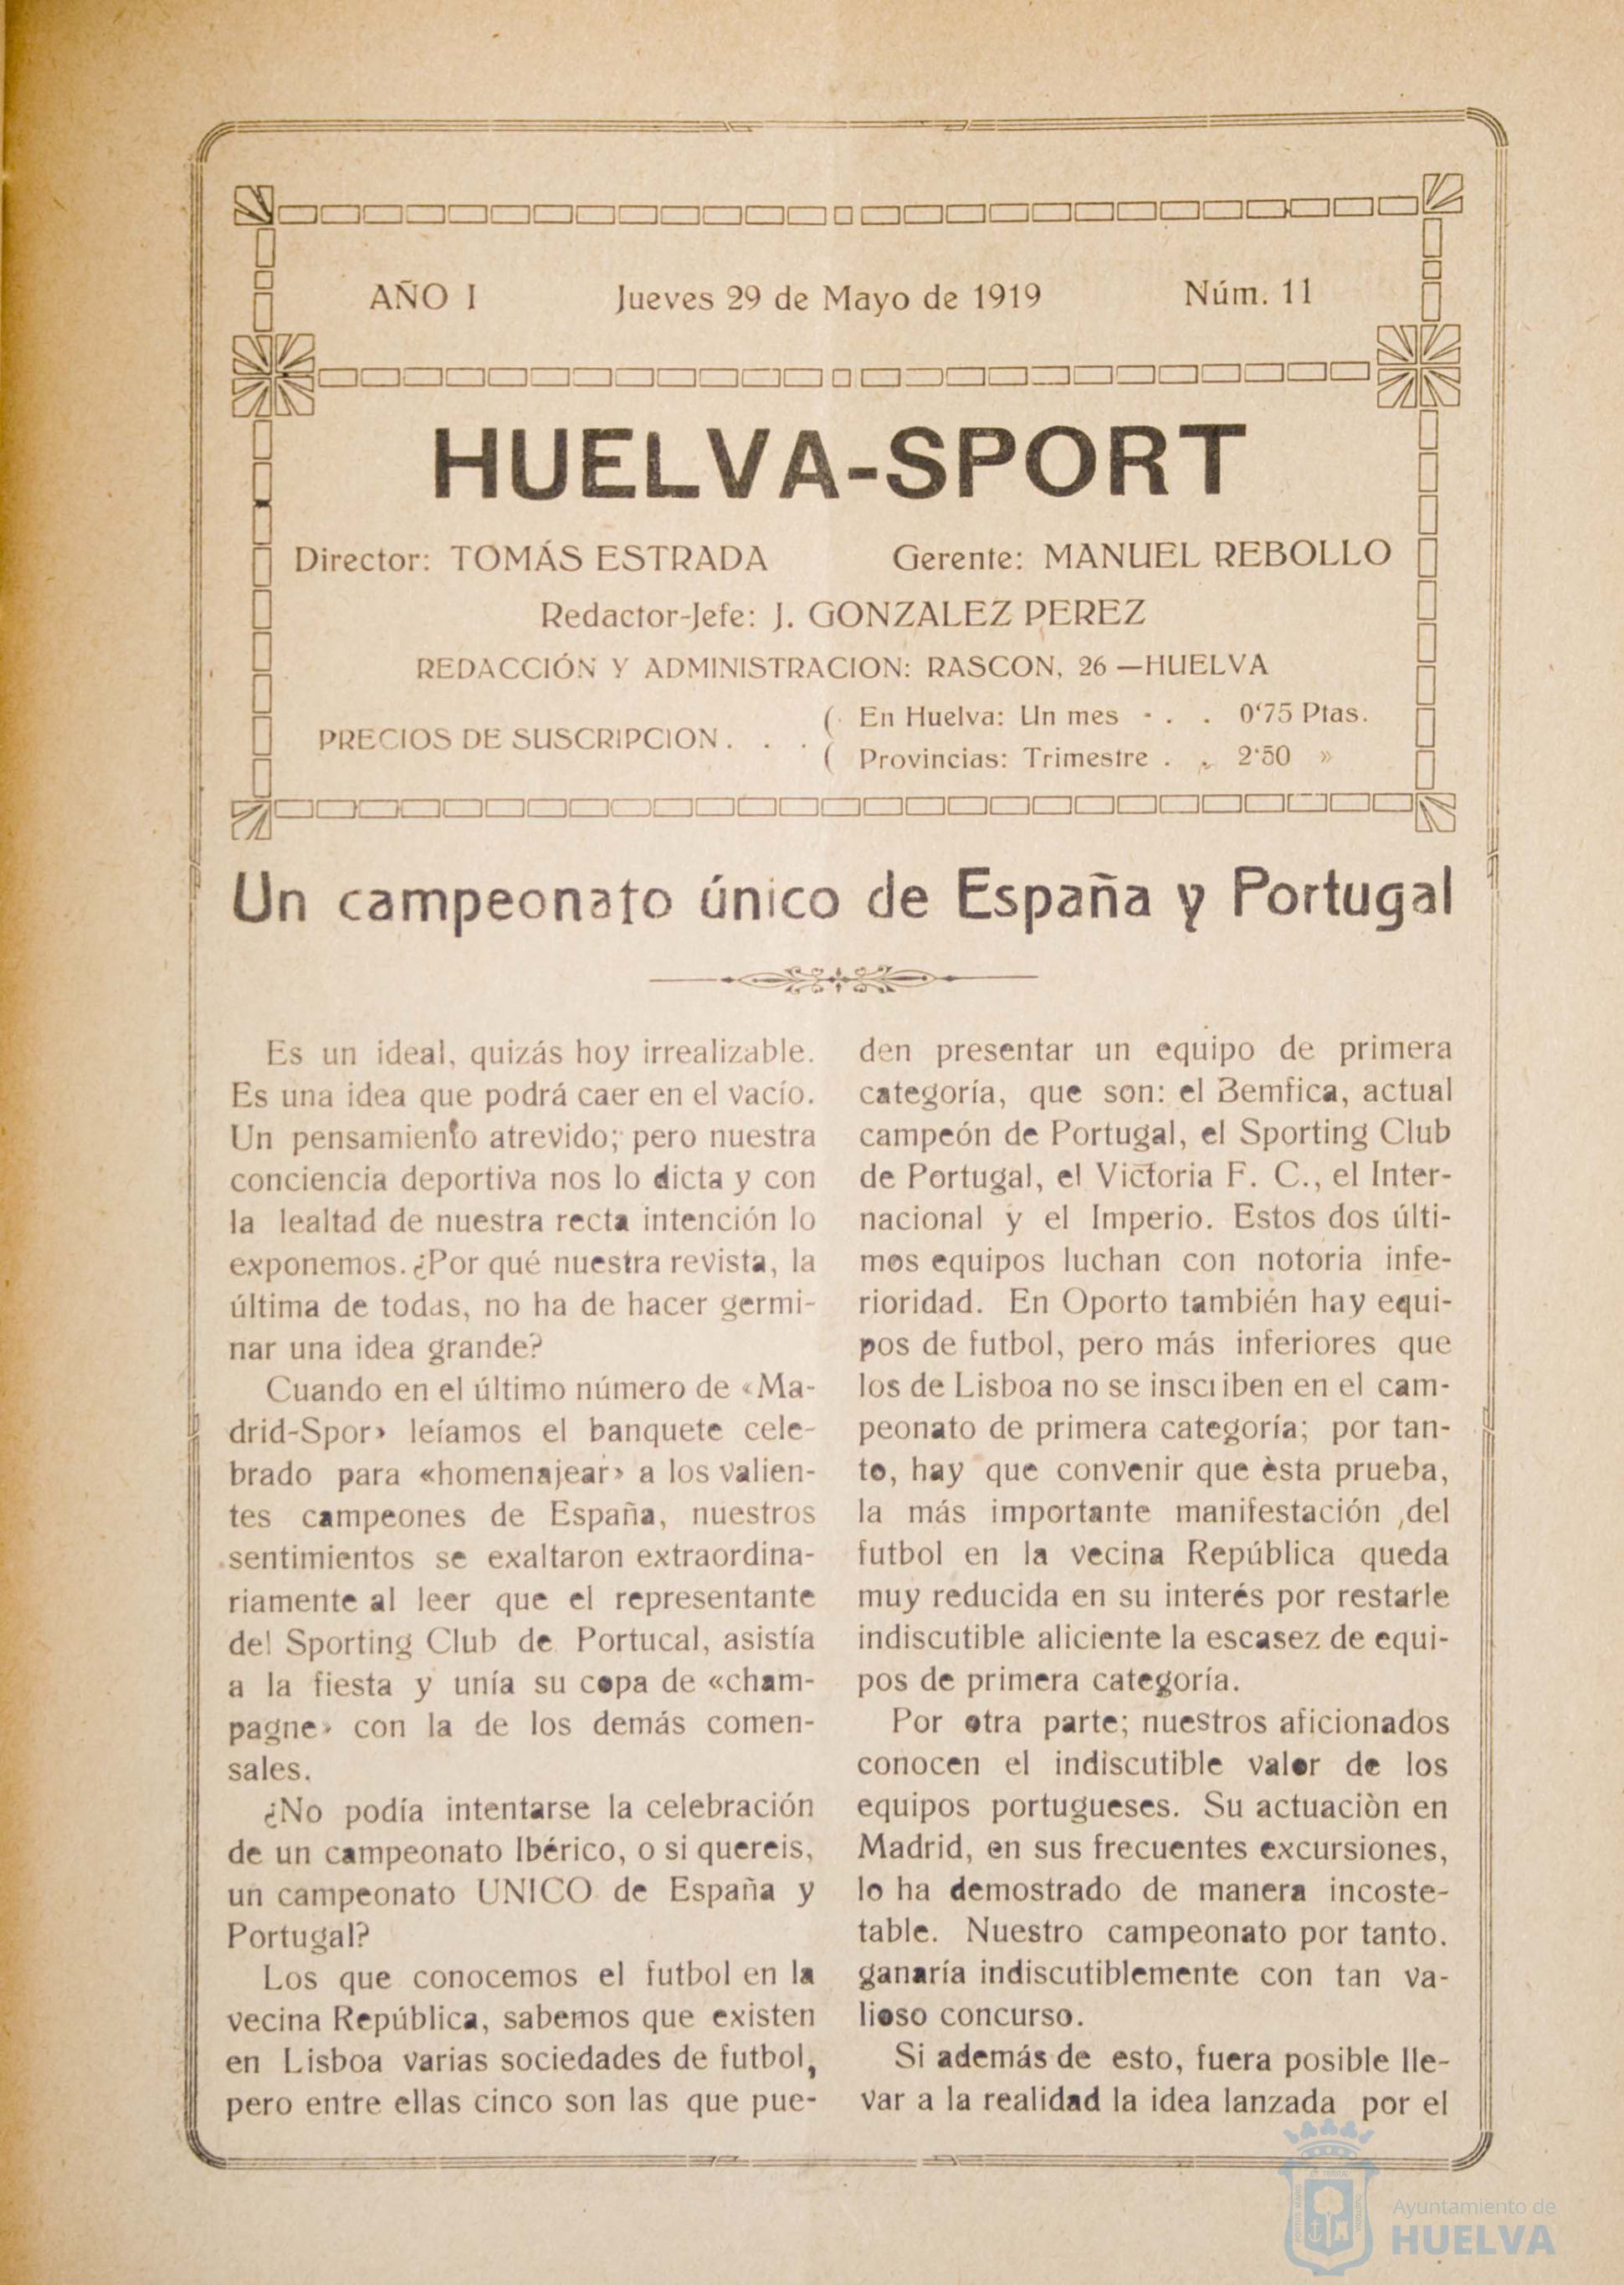 AÑO I Jueves 29 de Mayo de 1919 Núm. 11
HUELVA-SPORT
Director: TOMÁS ESTRADA Gerente: MANUEL REBOLLO
Redactor-Jefe: J. GONZALEZ PEREZ
REDACCIÓN Y ADMINISTRACION: RASCON, 26 —HUELVA
PRECIOS DE SUSCRIPCION. . . ( En Huelva: Un mes - . . 0‘75 Ptas.
( Provincias: Trimestre . . 2‘50 »
Un campeonato único de España y Portugal
Es un ideal, quizás hoy irrealizable.
Es una idea que podrá caer en el vacío.
Un pensamiento atrevido; pero nuestra
conciencia deportiva nos lo dicta y con
la lealtad de nuestra recta intención lo
exponemos. ¿Por qué nuestra revista, la
última de todas, no ha de hacer germi-
nar una idea grande?
Cuando en el último número de «Ma-
drid-Spor» leíamos el banquete cele-
brado para «homenajear» a los valien-
tes campeones de España, nuestros
sentimientos se exaltaron extraordina-
riamente al leer que el representante
del Sporting Club de Portucal, asistía
a la fiesta y unía su copa de «cham-
pagne» con la de los demás comen-
sales.
¿No podía intentarse la celebración
de un campeonato Ibérico, o si quereis,
un campeonato UNICO de España y
Portugal?
Los que conocemos el futbol en la
vecina República, sabemos que existen
en Lisboa varias sociedades de futbol,
pero entre ellas cinco son las que pue-
den presentar un equipo de primera
categoría, que son: el Bemfica, actual
campeón de Portugal, el Sporting Club
de Portugal, el Victoria F. C., el Inter-
nacional y el Imperio. Estos dos últi-
mos equipos luchan con notoria infe-
rioridad. En Oporto también hay equi-
pos de futbol, pero más inferiores que
los de Lisboa no se inscriben en el cam-
peonato de primera categoría; por tan-
to, hay que convenir que èsta prueba,
la más importante manifestación ,del
futbol en la vecina República queda
muy reducida en su interés por restarle
indiscutible aliciente la escasez de equi-
pos de primera categoría.
Por otra parte; nuestros aficionados
conocen el indiscutible valor de los
equipos portugueses. Su actuaciòn en
Madrid, en sus frecuentes excursiones,
lo ha demostrado de manera incoste-
table. Nuestro campeonato por tanto.
ganaría indiscutiblemente con tan va-
lioso concurso.
Si además de esto, fuera posible lle-
var a la realidad la idea lanzada por el
Ayuntamiento de
HUELVA